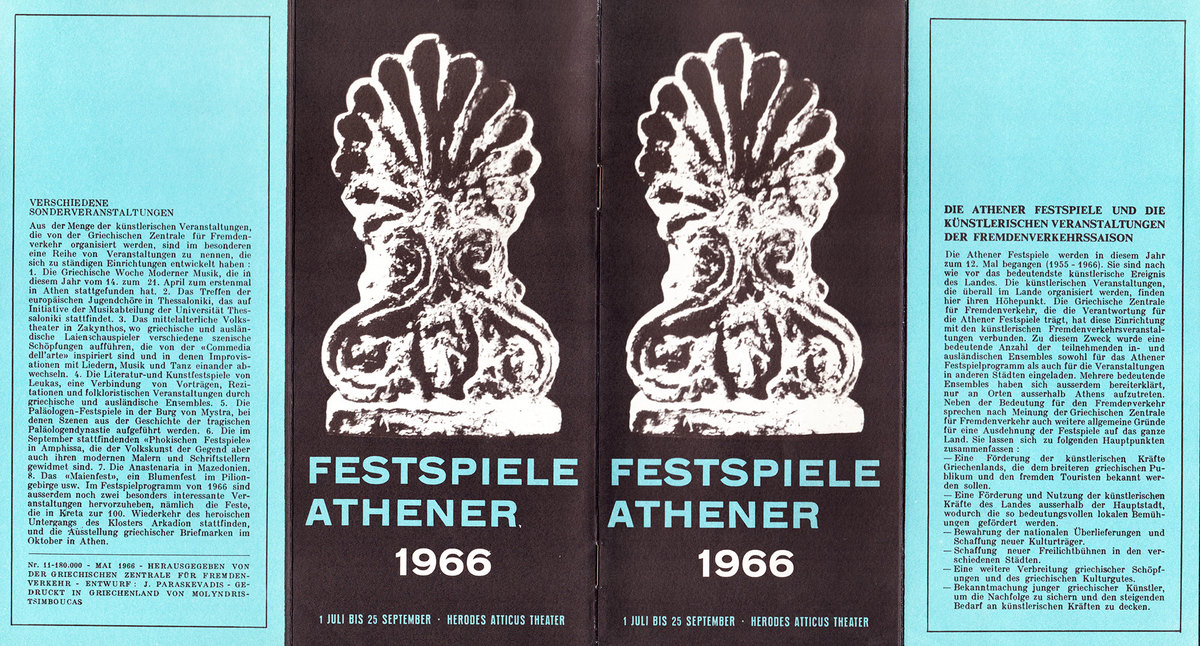 VERSCHIEDENE
SONDERVERANSTALTUNGEN
Aus der Menge der künstlerischen Veranstaltungen,
die von der Griechischen Zentrale für Fremden-
verkehr organisiert werden, sind im besonderen
eine Reihe von Veranstaltungen zu nennen, die
sich zu ständigen Einrichtungen entwickelt haben :
1. Die Griechische Woche Moderner Musik, die in
diesem Jahr vom 14. zum 21. April zum erstenmal
in Athen stattgefunden hat. 2. Das Treffen der
europäischen Jugendchöre in Thessaloniki, das auf
Initiative der Musikabteilung der Universität Thes-
saloniki stattfindet. 3. Das mittelalterliche Volks-
theater in Zakynthos, wo griechische und auslän-
dische Laienschauspieler verschiedene szenische
Schöpfungen aufführen, die von der «Commedia
dell'arte» inspiriert sind und in denen Improvis-
ationen mit Liedern, Musik und Tanz einander ab-
wechseln. 4. Die Literatur-und Kunstfestspiele von
Leukas, eine Verbindung von Vorträgen, Rezi-
tationen und folkloristischen Veranstaltungen durch
griechische und ausländische Ensembles. 5. Die
Paläologen-Festspiele in der Burg von Mystra, bei
denen Szenen aus der Geschichte der tragischen
Paläologendynastie aufgeführt werden. 6. Die im
September stattfindenden «Phokischen Festspiele»
in Amphissa, die der Volkskunst der Gegend aber
auch ihren modernen Malern und Schriftstellern
gewidmet sind. 7. Die Anastenaria in Mazedonien.
8. Das «Maienfest», ein Blumenfest im Pilion-
gebirge usw. Im Festspielprogramm von 1966 sind
ausserdem noch zwei besonders interessante Ver-
anstaltungen hervorzuheben, nämlich die Feste,
die in Kreta zur 100. Wiederkehr des heroischen
Untergangs des Klosters Arkadion stattfinden,
und die Ausstellung griechischer Briefmarken im
Oktober in Athen.
Nr. 11-180.000 - MAI 1966 - HERAUSGEGEBEN VON
DER GRIECHISCHEN ZENTRALE FÜR FREMDEN-
VERKEHR - ENTWURF : J. PARASKEVADIS - GE-
DRUCKT IN GRIECHENLAND VON MOLYNDRIS-
TSIMBOUCAS
FESTSPIELE
ATHENER
1966
1 JULI BIS 25 SEPTEMBER · HERODES ATTICUS THEATER
FESTSPIELE
ATHENER
1966
1 JULI BIS 25 SEPTEMBER · HERODES ATTICUS THEATER
DIE ATHENER FESTSPIELE UND DIE
KÜNSTLERISCHEN VERANSTALTUNGEN
DER FREMDENVERKEHRSSAISON
Die Athener Festspiele werden in diesem Jahr
zum 12. Mal begangen (1955 - 1966). Sie sind nach
wie vor das bedeutendste künstlerische Ereignis
des Landes. Die künstlerischen Veranstaltungen,
die überall im Lande organisiert werden, finden
hier ihren Höhepunkt. Die Griechische Zentrale
für Fremdenverkehr, die die Verantwortung für
die Athener Festspiele trägt, hat diese Einrichtung
mit den künstlerischen Fremdenverkehrsveranstal-
tungen verbunden. Zu diesem Zweck wurde eine
bedeutende Anzahl der teilnehmenden in- und
ausländischen Ensembles sowohl für das Athener
Festspielprogramm als auch für die Veranstaltungen
in anderen Städten eingeladen. Mehrere bedeutende
Ensembles haben sich ausserdem bereiterklärt,
nur an Orten ausserhalb Athens aufzutreten.
Neben der Bedeutung für den Fremdenverkehr
sprechen nach Meinung der Griechischen Zentrale
für Fremdenverkehr auch weitere allgemeine Gründe
für eine Ausdehnung der Festspiele auf das ganze
Land. Sie lassen sich zu folgenden Hauptpunkten
zusammenfassen :
— Eine Förderung der künstlerischen Kräfte
Griechenlands, die dem breiteren griechischen Pu-
blikum und den fremden Touristen bekannt wer-
den sollen.
— Eine Förderung und Nutzung der künstlerischen
Kräfte des Landes ausserhalb der Hauptstadt,
wodurch die so bedeutungsvollen lokalen Bemüh-
ungen gefördert werden.
— Bewahrung der nationalen Überlieferungen und
Schaffung neuer Kulturträger.
— Schaffung neuer Freilichtbühnen in den ver-
schiedenen Städten.
— Eine weitere Verbreitung griechischer Schöpf-
ungen und des griechischen Kulturgutes.
— Bekanntmachung junger griechischer Künstler,
um die Nachfolge zu sichern und den steigenden
Bedarf an künstlerischen Kräften zu decken.